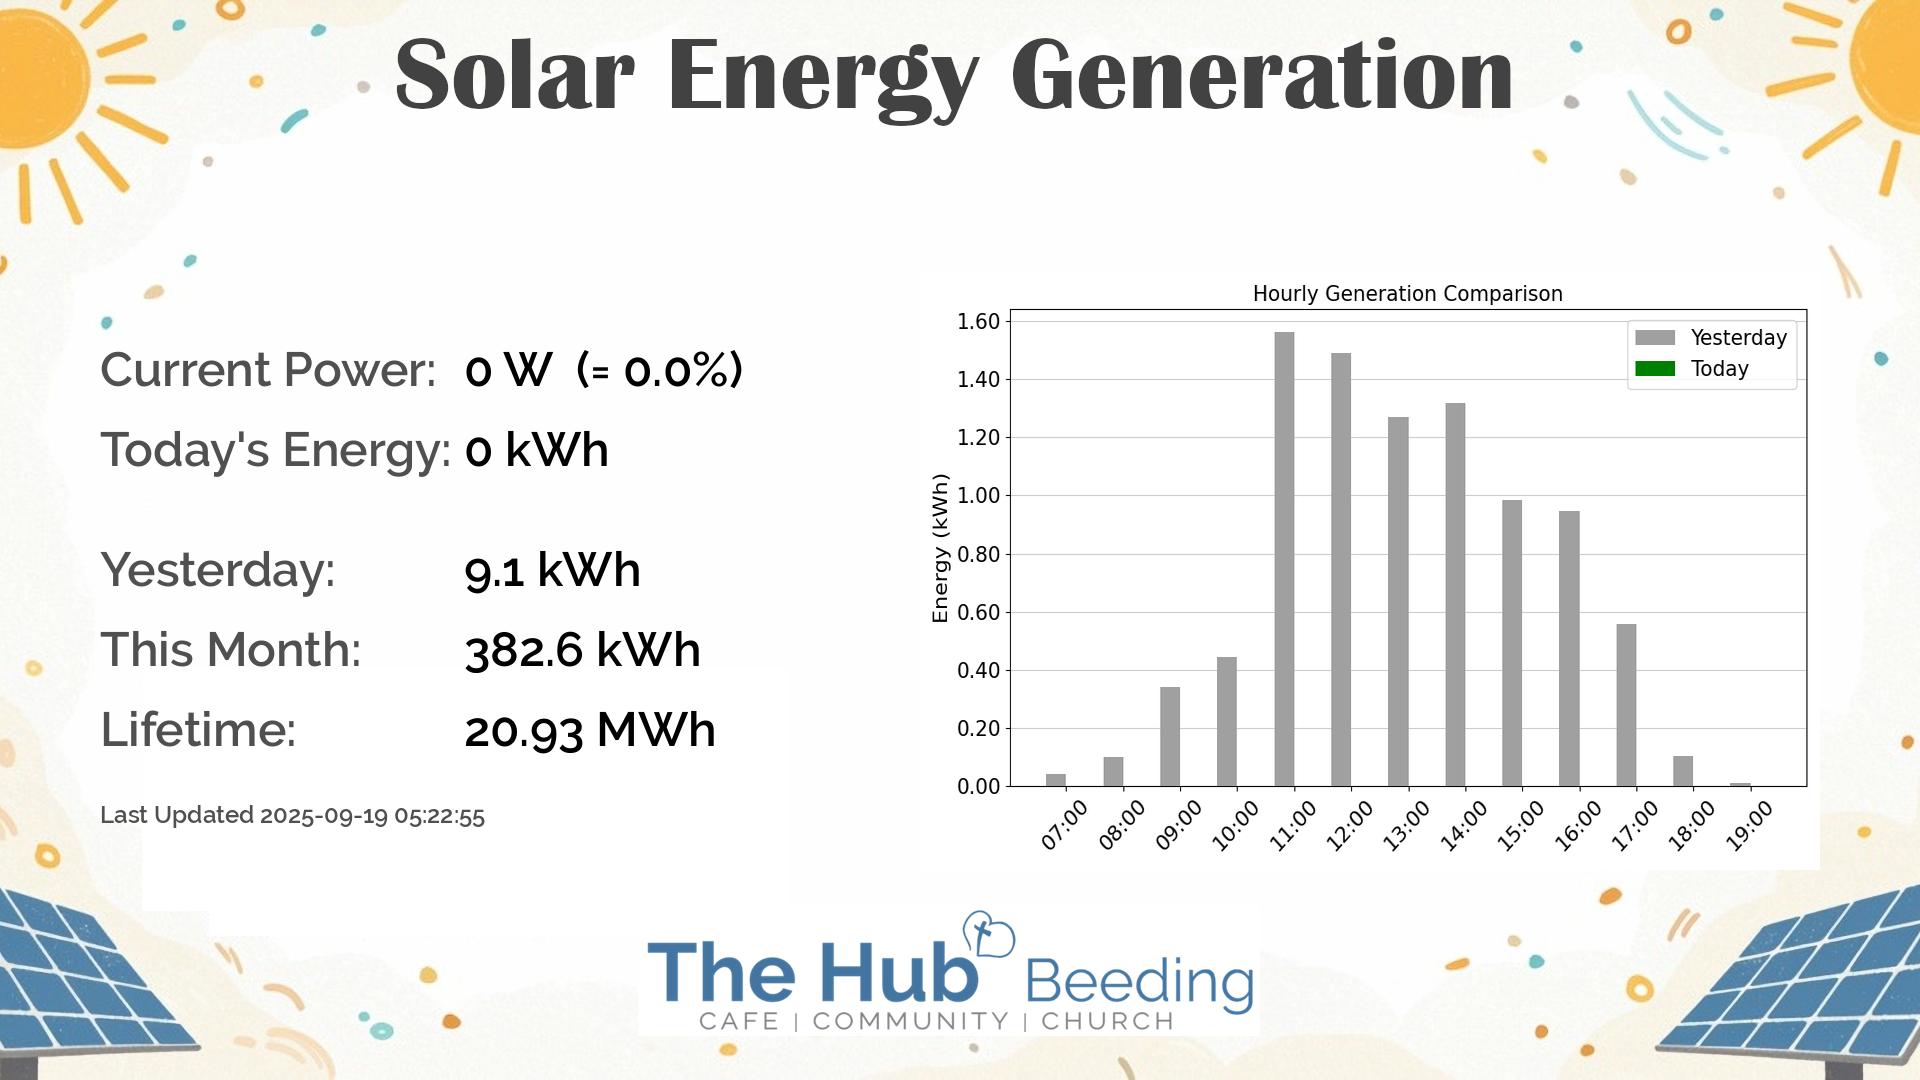 Solar Energy Generation
Current Power: 0 W (= 0.0%)
Today's Energy: 0 kWh
Yesterday: 9.1 kWh
This Month: 382.6 kWh
Lifetime: 20.93 MWh
Last Updated 2025-09-19 05:22:55
Hourly Generation Comparison
Yesterday
Today
Energy (kWh)
1.60
1.40
1.20
1.00
0.80
0.60
0.40
0.20
0.00
07:00 08:00 09:00 10:00 11:00 12:00 13:00 14:00 15:00 16:00 17:00 18:00 19:00
The Hub Beeding
CAFE | COMMUNITY | CHURCH